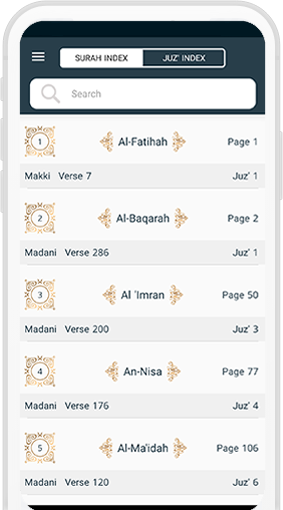 SURAH INDEX JUZ' INDEX
Search
1 Al-Fatihah Page 1
Makki Verse 7 Juz' 1
2 Al-Baqarah Page 2
Madani Verse 286 Juz' 1
3 Al 'Imran Page 50
Madani Verse 200 Juz' 3
4 An-Nisa Page 77
Madani Verse 176 Juz' 4
5 Al-Ma'idah Page 106
Madani Verse 120 Juz' 6